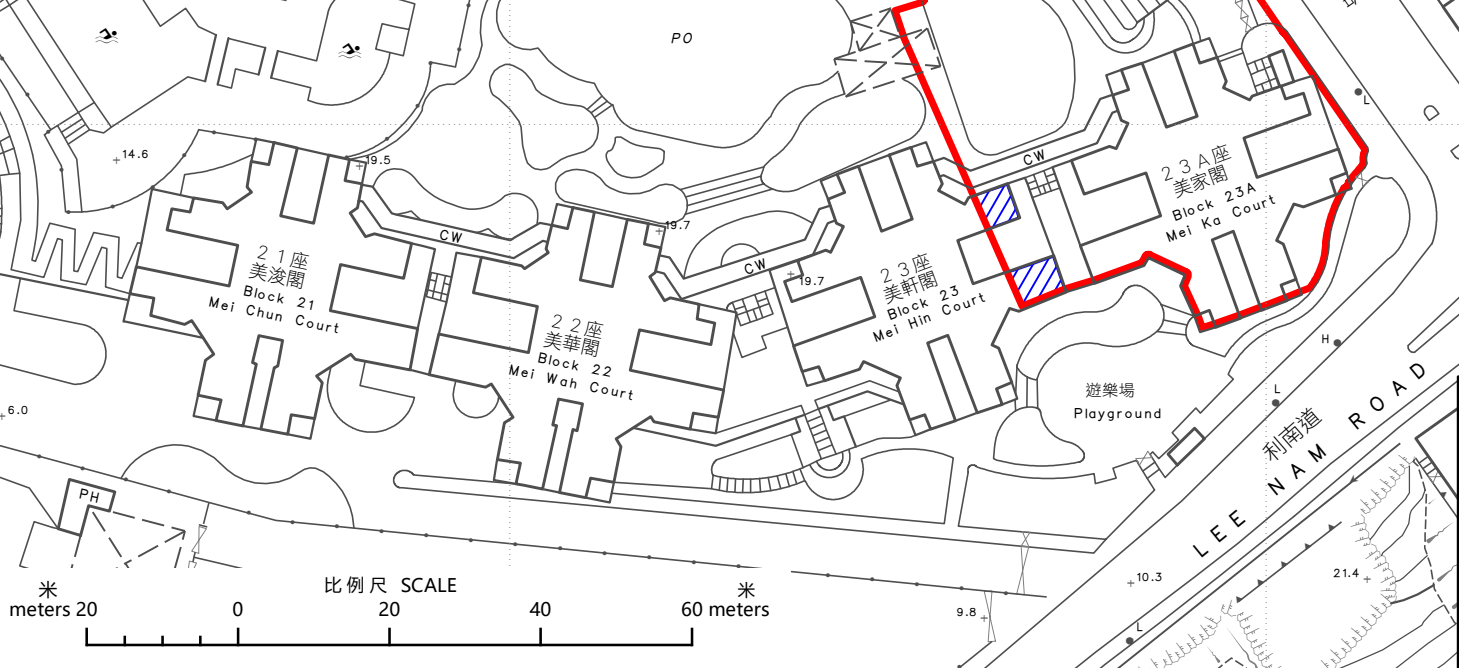 PO
L
14.6
19.5
CW
CW
２３A座
美家閣
Block 23A
Mei Ka Court
19.7
CW
CW
19.7
２１座
美浚閣
Block 21
Mei Chun Court
２３座
美軒閣
Block 23
Mei Hin Court
２２座
美華閣
Block 22
Mei Wah Court
H
6.0
遊樂場
Playground
L
利南道
LEE NAM ROAD
PH
10.3
21.4
9.8
L
比例尺 SCALE
米
meters 20 0 20 40 60 meters
米